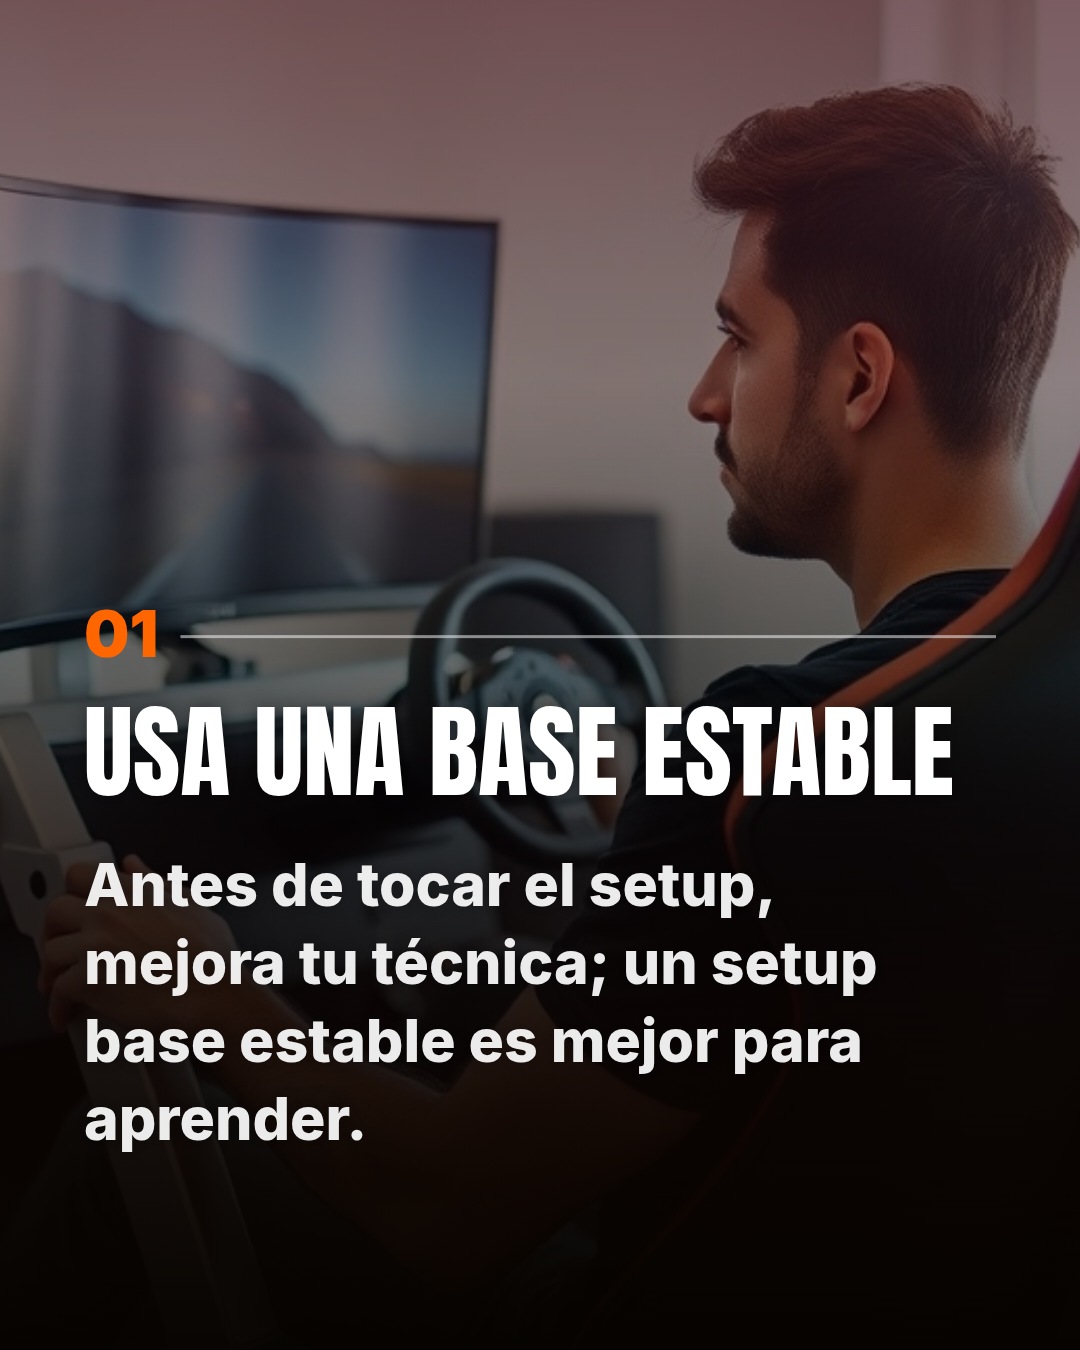 01
USA UNA BASE ESTABLE
Antes de tocar el setup,
mejora tu técnica; un setup
base estable es mejor para
aprender.